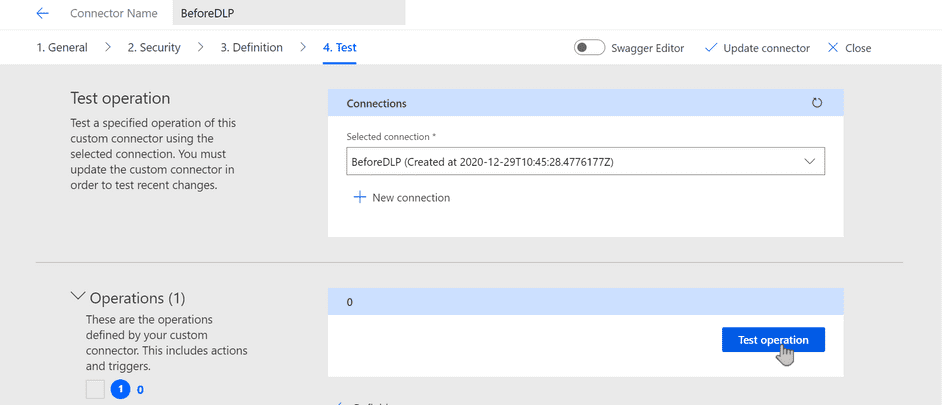 Connector Name BeforeDLP
1. General 2. Security 3. Definition 4. Test Swagger Editor Update connector Close
Test operation
Test a specified operation of this
custom connector using the
selected connection. You must
update the custom connector in
order to test recent changes.
Connections
Selected connection *
BeforeDLP (Created at 2020-12-29T10:45:28.4776177Z)
New connection
Operations (1)
These are the operations
defined by your custom
connector. This includes actions
and triggers.
1 0
0
Test operation